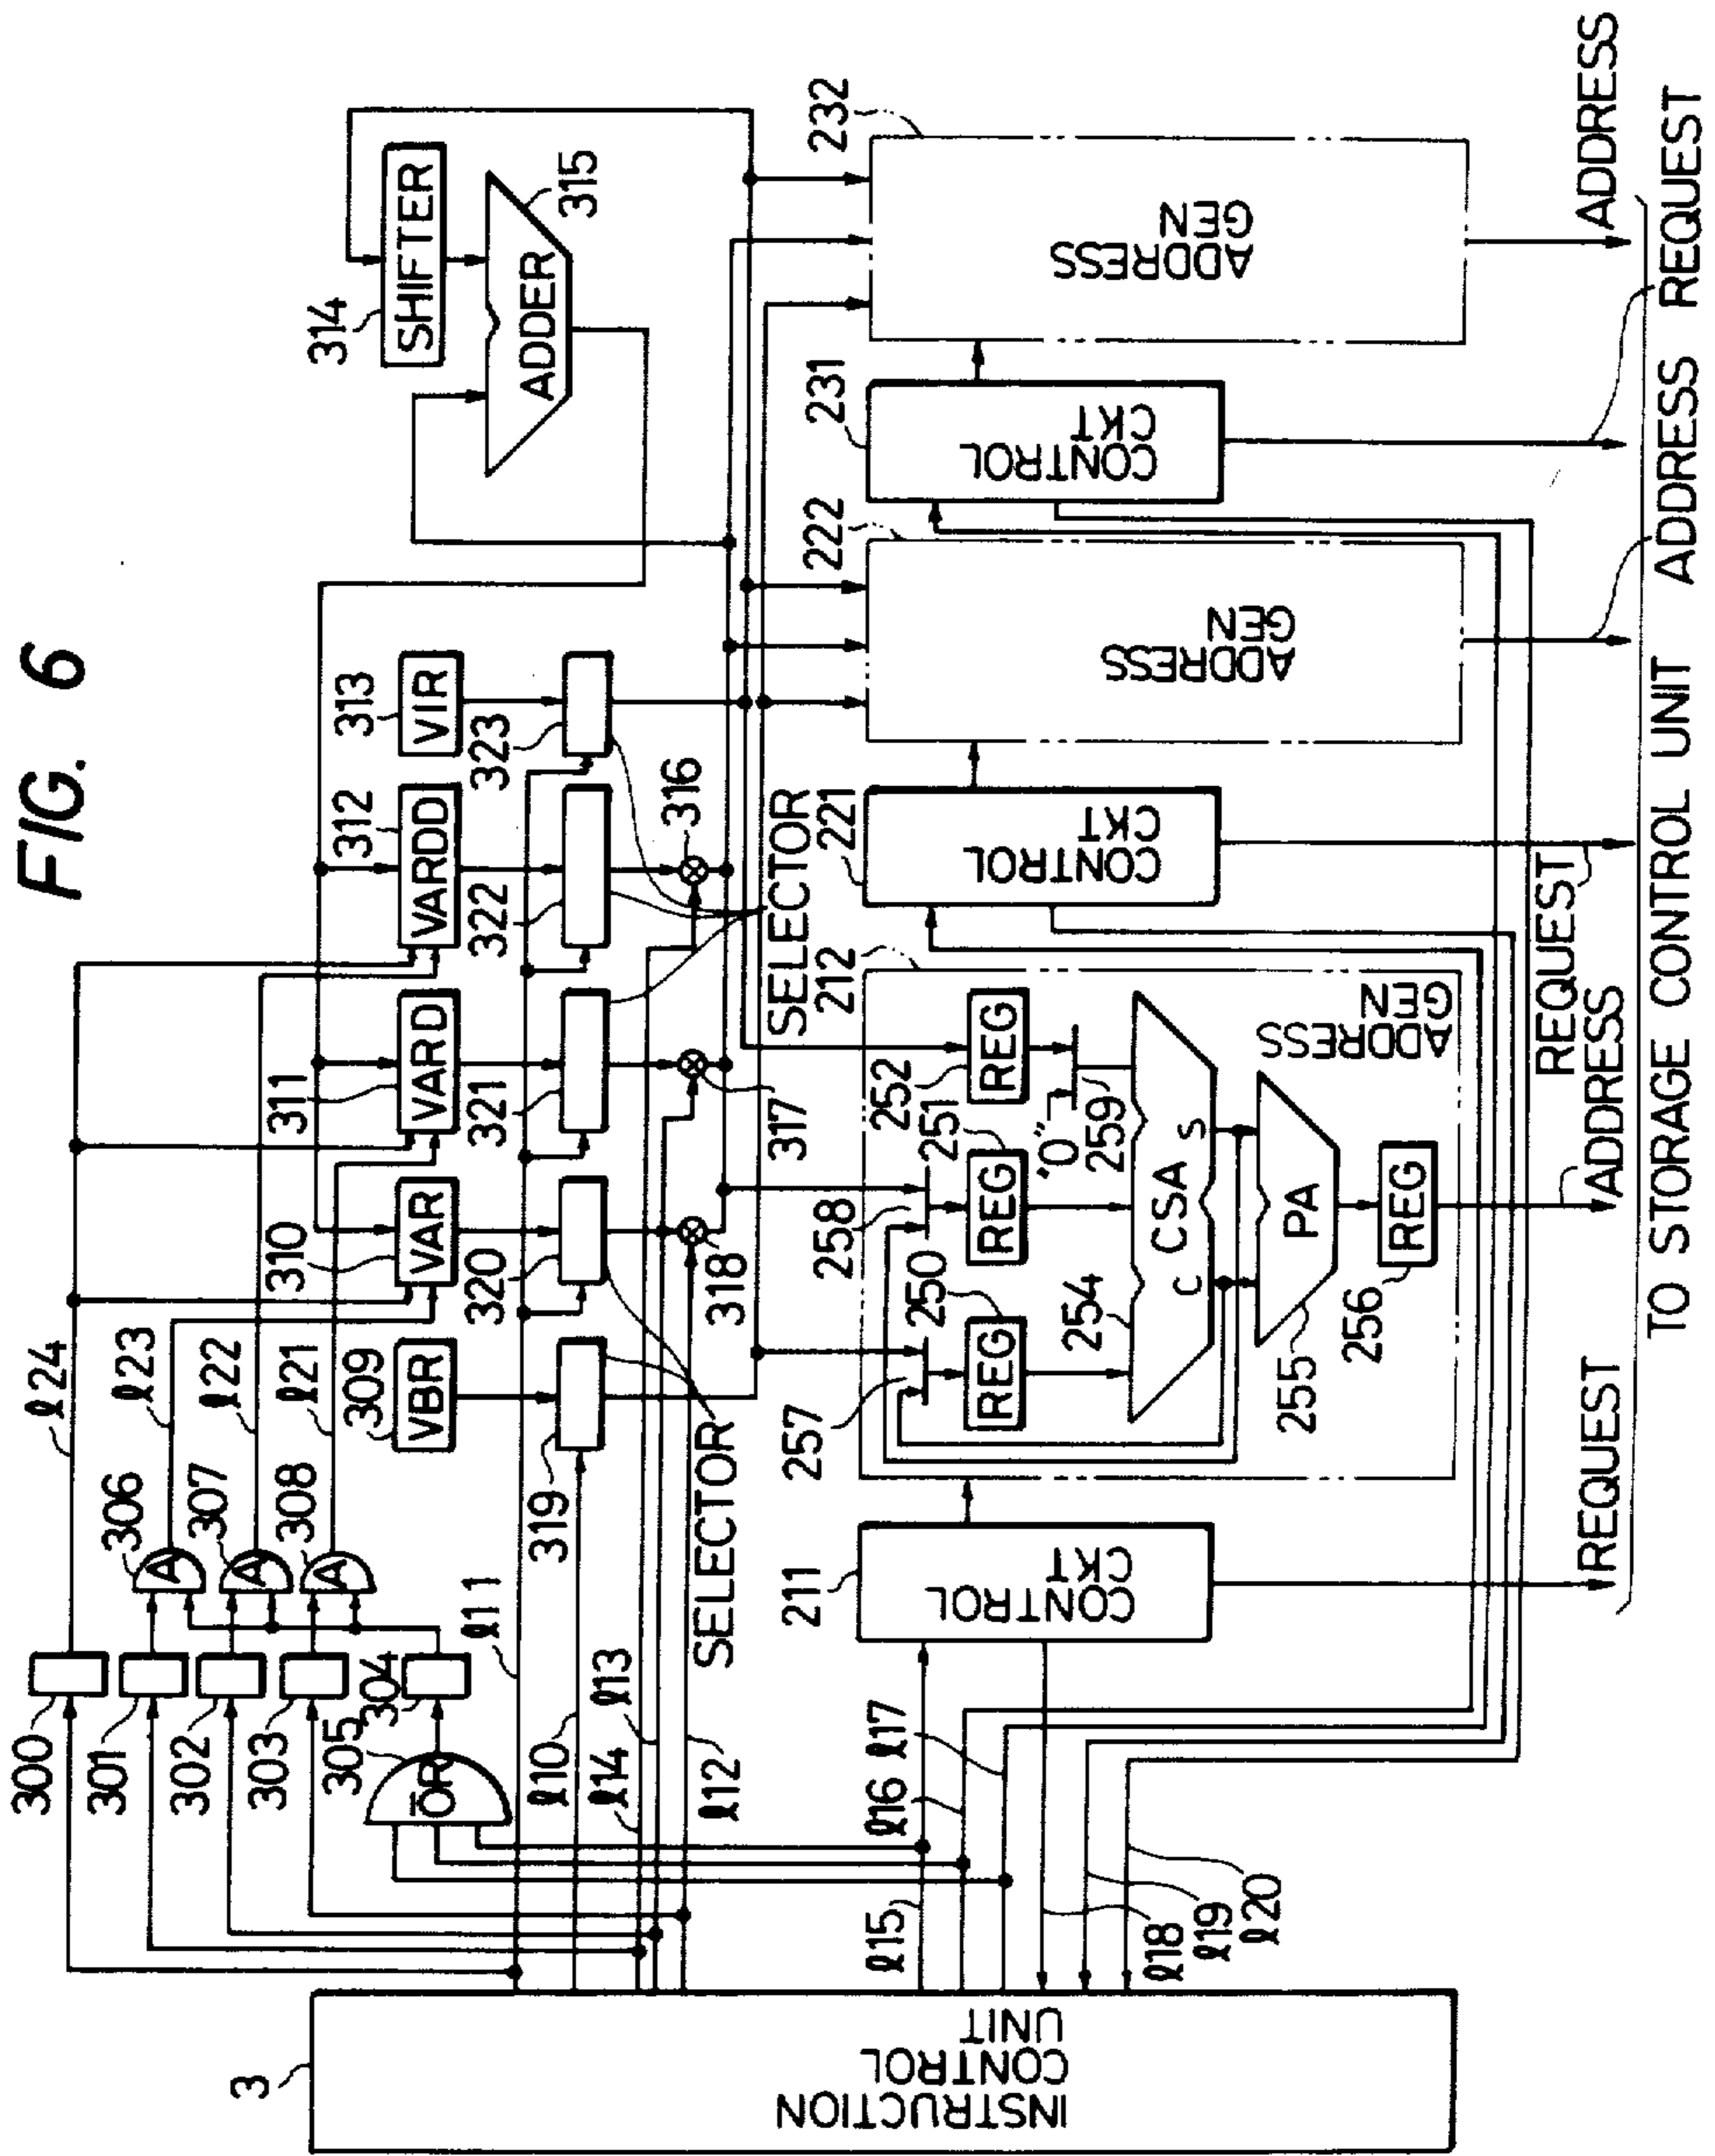 FIG. 6
300
301
302
303
304
305
OR
306
307
308
A
A
A
ℓ24
ℓ23
ℓ22
ℓ21
309
VBR
310
VAR
311
VARD
312
VARDD
313
VIR
314
SHIFTER
315
ADDER
ℓ11
ℓ10
ℓ14
ℓ13
ℓ12
319
320
321
322
323
316
317
318
SELECTOR
SELECTOR
3
INSTRUCTION
CONTROL
UNIT
ℓ15
ℓ16
ℓ17
ℓ18
ℓ19
ℓ20
211
CONTROL
CKT
212
ADDRESS
GEN
257
258
250
REG
251
REG
252
REG
"0"
259
254
CSA
C
S
255
PA
256
REG
221
CONTROL
CKT
222
ADDRESS
GEN
231
CONTROL
CKT
232
ADDRESS
GEN
REQUEST
ADDRESS
REQUEST
ADDRESS
REQUEST
ADDRESS
TO STORAGE CONTROL UNIT